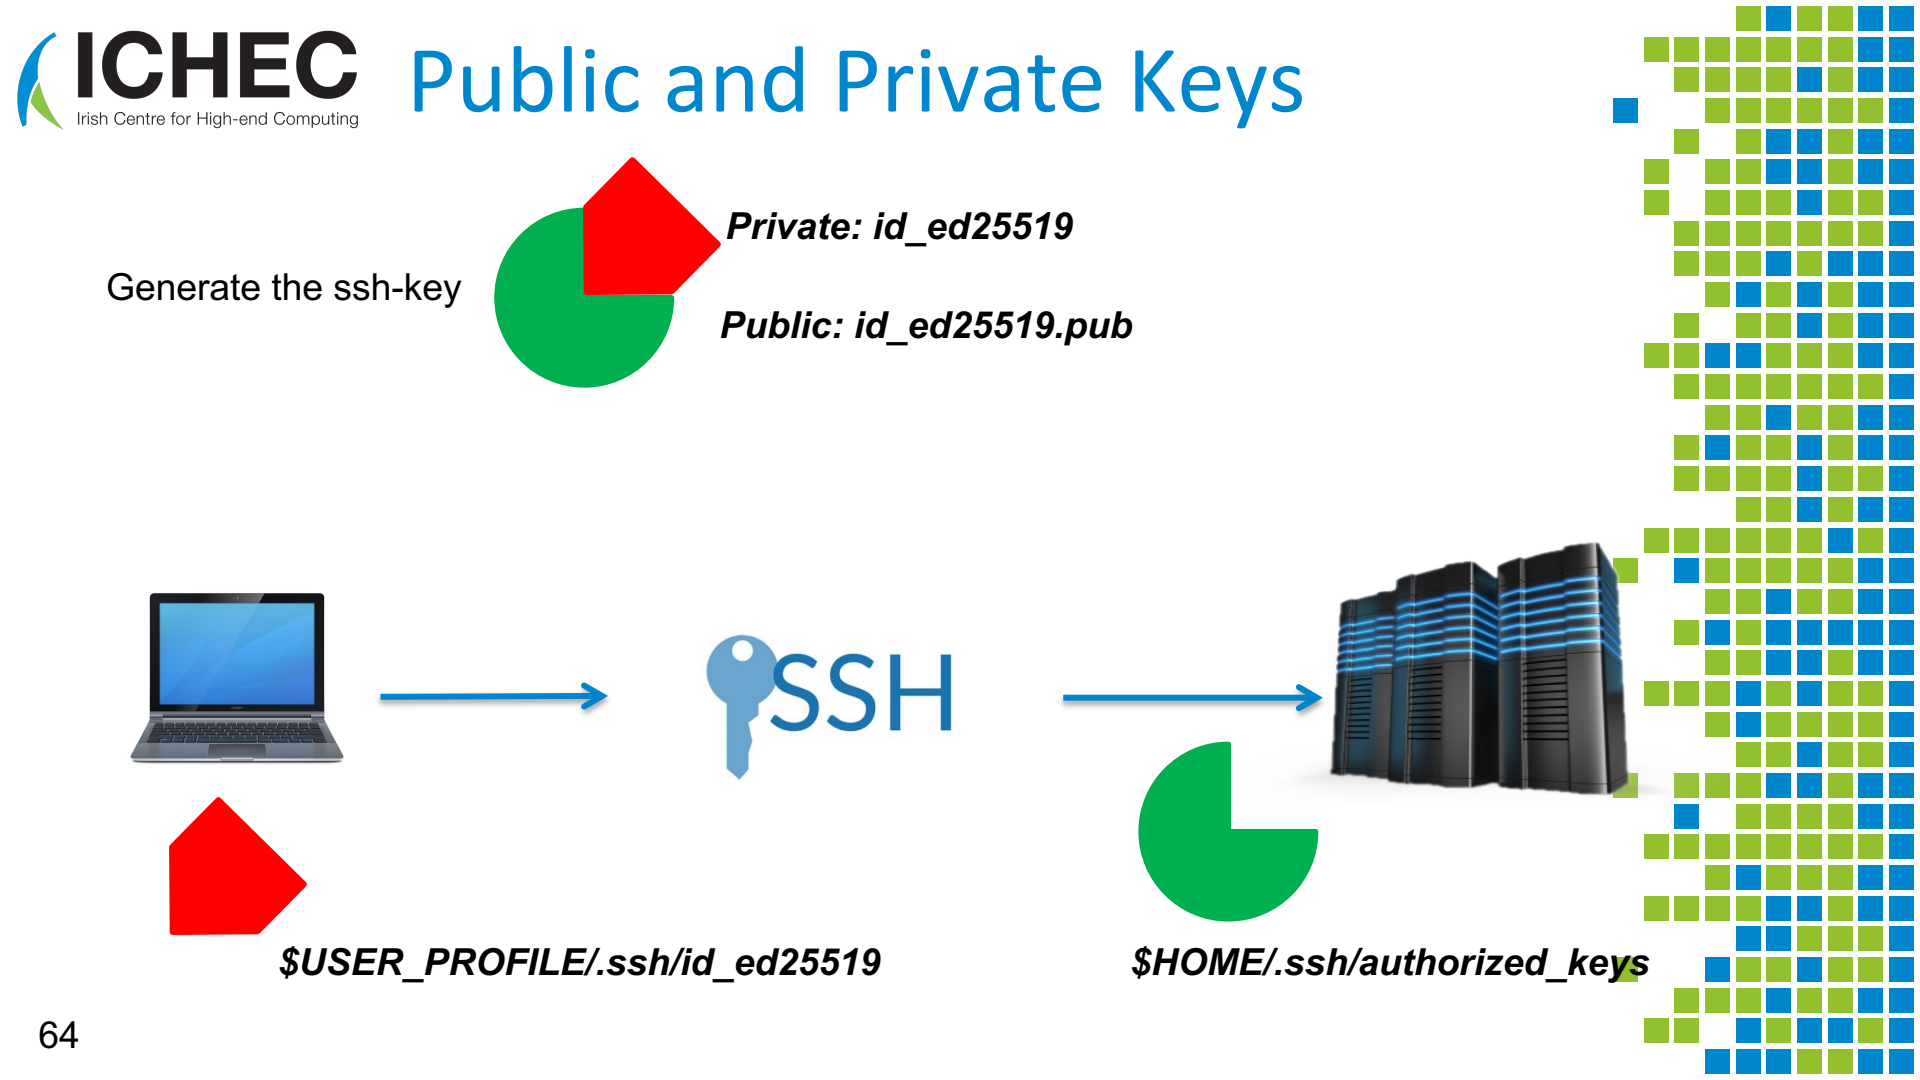 ICHEC
Irish Centre for High-end Computing
Public and Private Keys
Private: id_ed25519
Generate the ssh-key
Public: id_ed25519.pub
SSH
$USER_PROFILE/.ssh/id_ed25519
$HOME/.ssh/authorized_keys
64